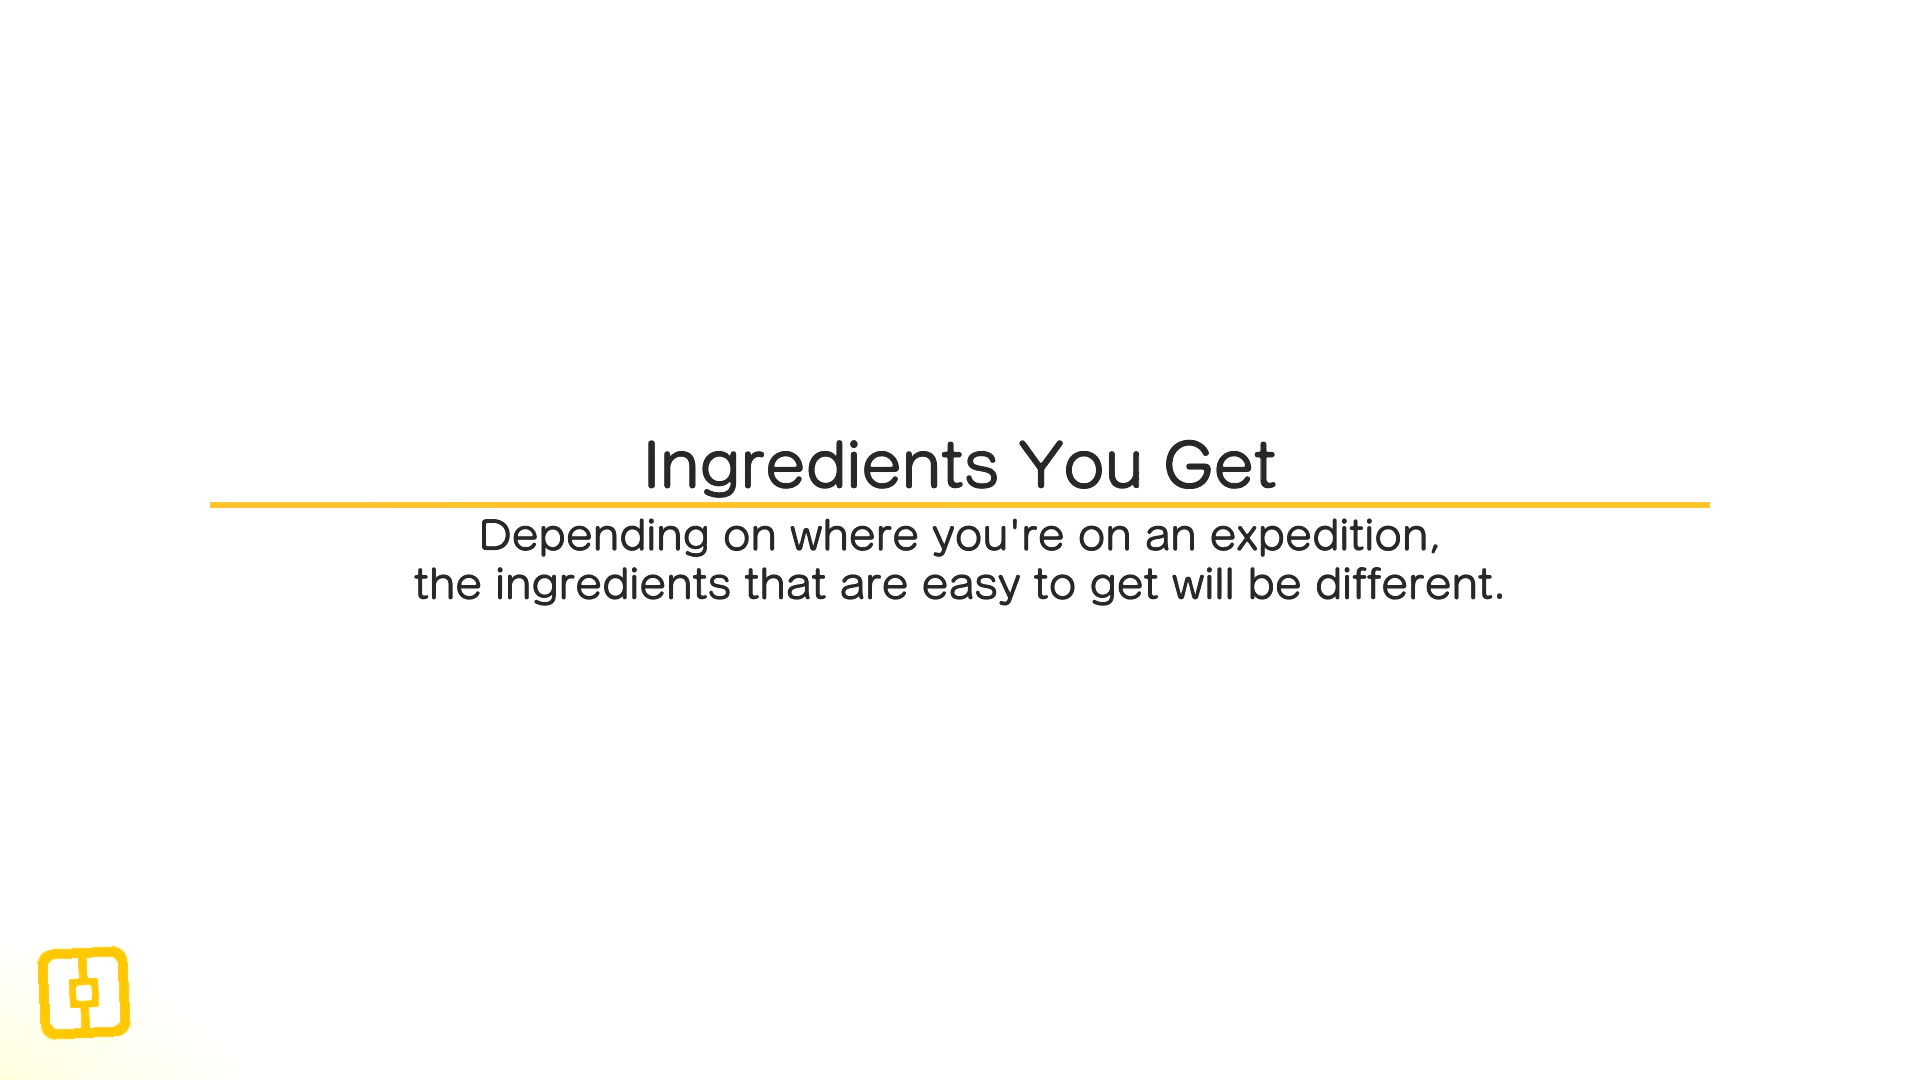 Ingredients You Get
Depending on where you're on an expedition,
the ingredients that are easy to get will be different.